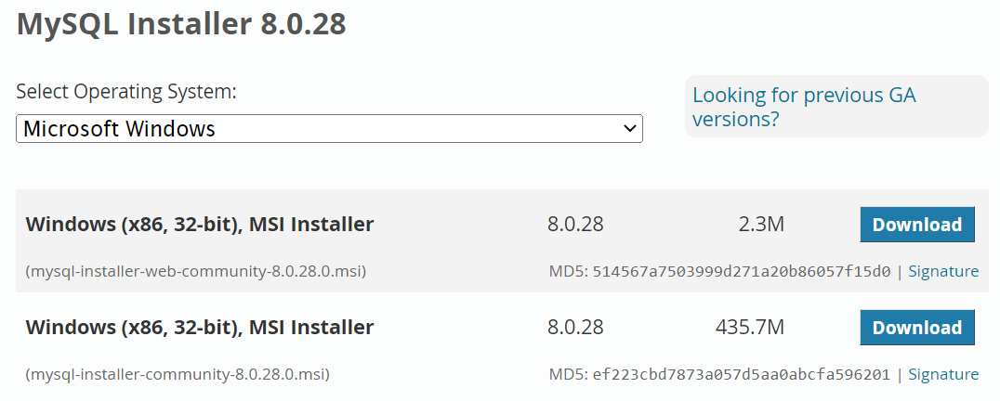 MySQL Installer 8.0.28
Select Operating System:
Microsoft Windows
Looking for previous GA
versions?
Windows (x86, 32-bit), MSI Installer 8.0.28 2.3M Download
(mysql-installer-web-community-8.0.28.0.msi) MD5: 514567a7503999d271a20b86057f15d0 | Signature
Windows (x86, 32-bit), MSI Installer 8.0.28 435.7M Download
(mysql-installer-community-8.0.28.0.msi) MD5: ef223cbd7873a057d5aa0abcfa596201 | Signature